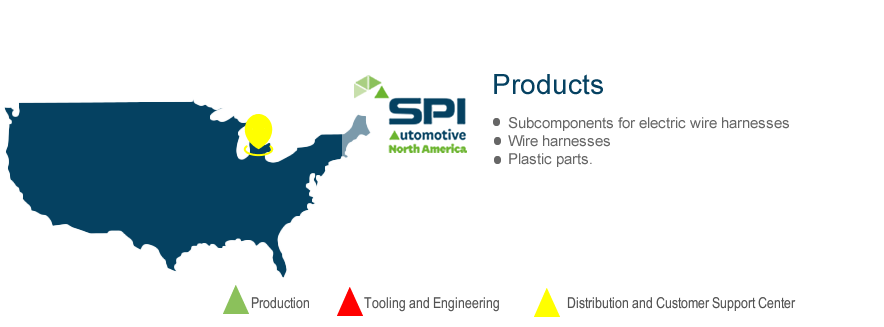 SPI
Automotive
North America
Products
Subcomponents for electric wire harnesses
Wire harnesses
Plastic parts.
Production
Tooling and Engineering
Distribution and Customer Support Center